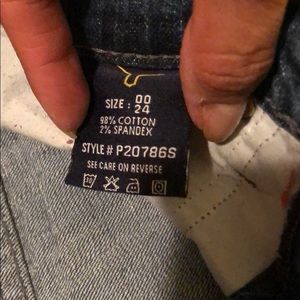 SIZE : 00
24
98% COTTON
2% SPANDEX
STYLE# P20786S
SEE CARE ON REVERSE